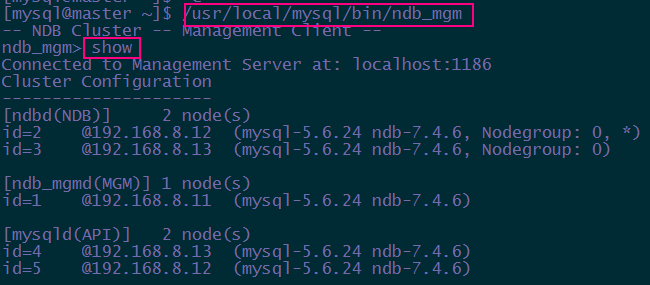 [mysql@master ~]$ /usr/local/mysql/bin/ndb_mgm
-- NDB Cluster -- Management Client --
ndb_mgm> show
Connected to Management Server at: localhost:1186
Cluster Configuration
---------------------
[ndbd(NDB)]     2 node(s)
id=2    @192.168.8.12  (mysql-5.6.24 ndb-7.4.6, Nodegroup: 0, *)
id=3    @192.168.8.13  (mysql-5.6.24 ndb-7.4.6, Nodegroup: 0)

[ndb_mgmd(MGM)] 1 node(s)
id=1    @192.168.8.11  (mysql-5.6.24 ndb-7.4.6)

[mysqld(API)]   2 node(s)
id=4    @192.168.8.13  (mysql-5.6.24 ndb-7.4.6)
id=5    @192.168.8.12  (mysql-5.6.24 ndb-7.4.6)